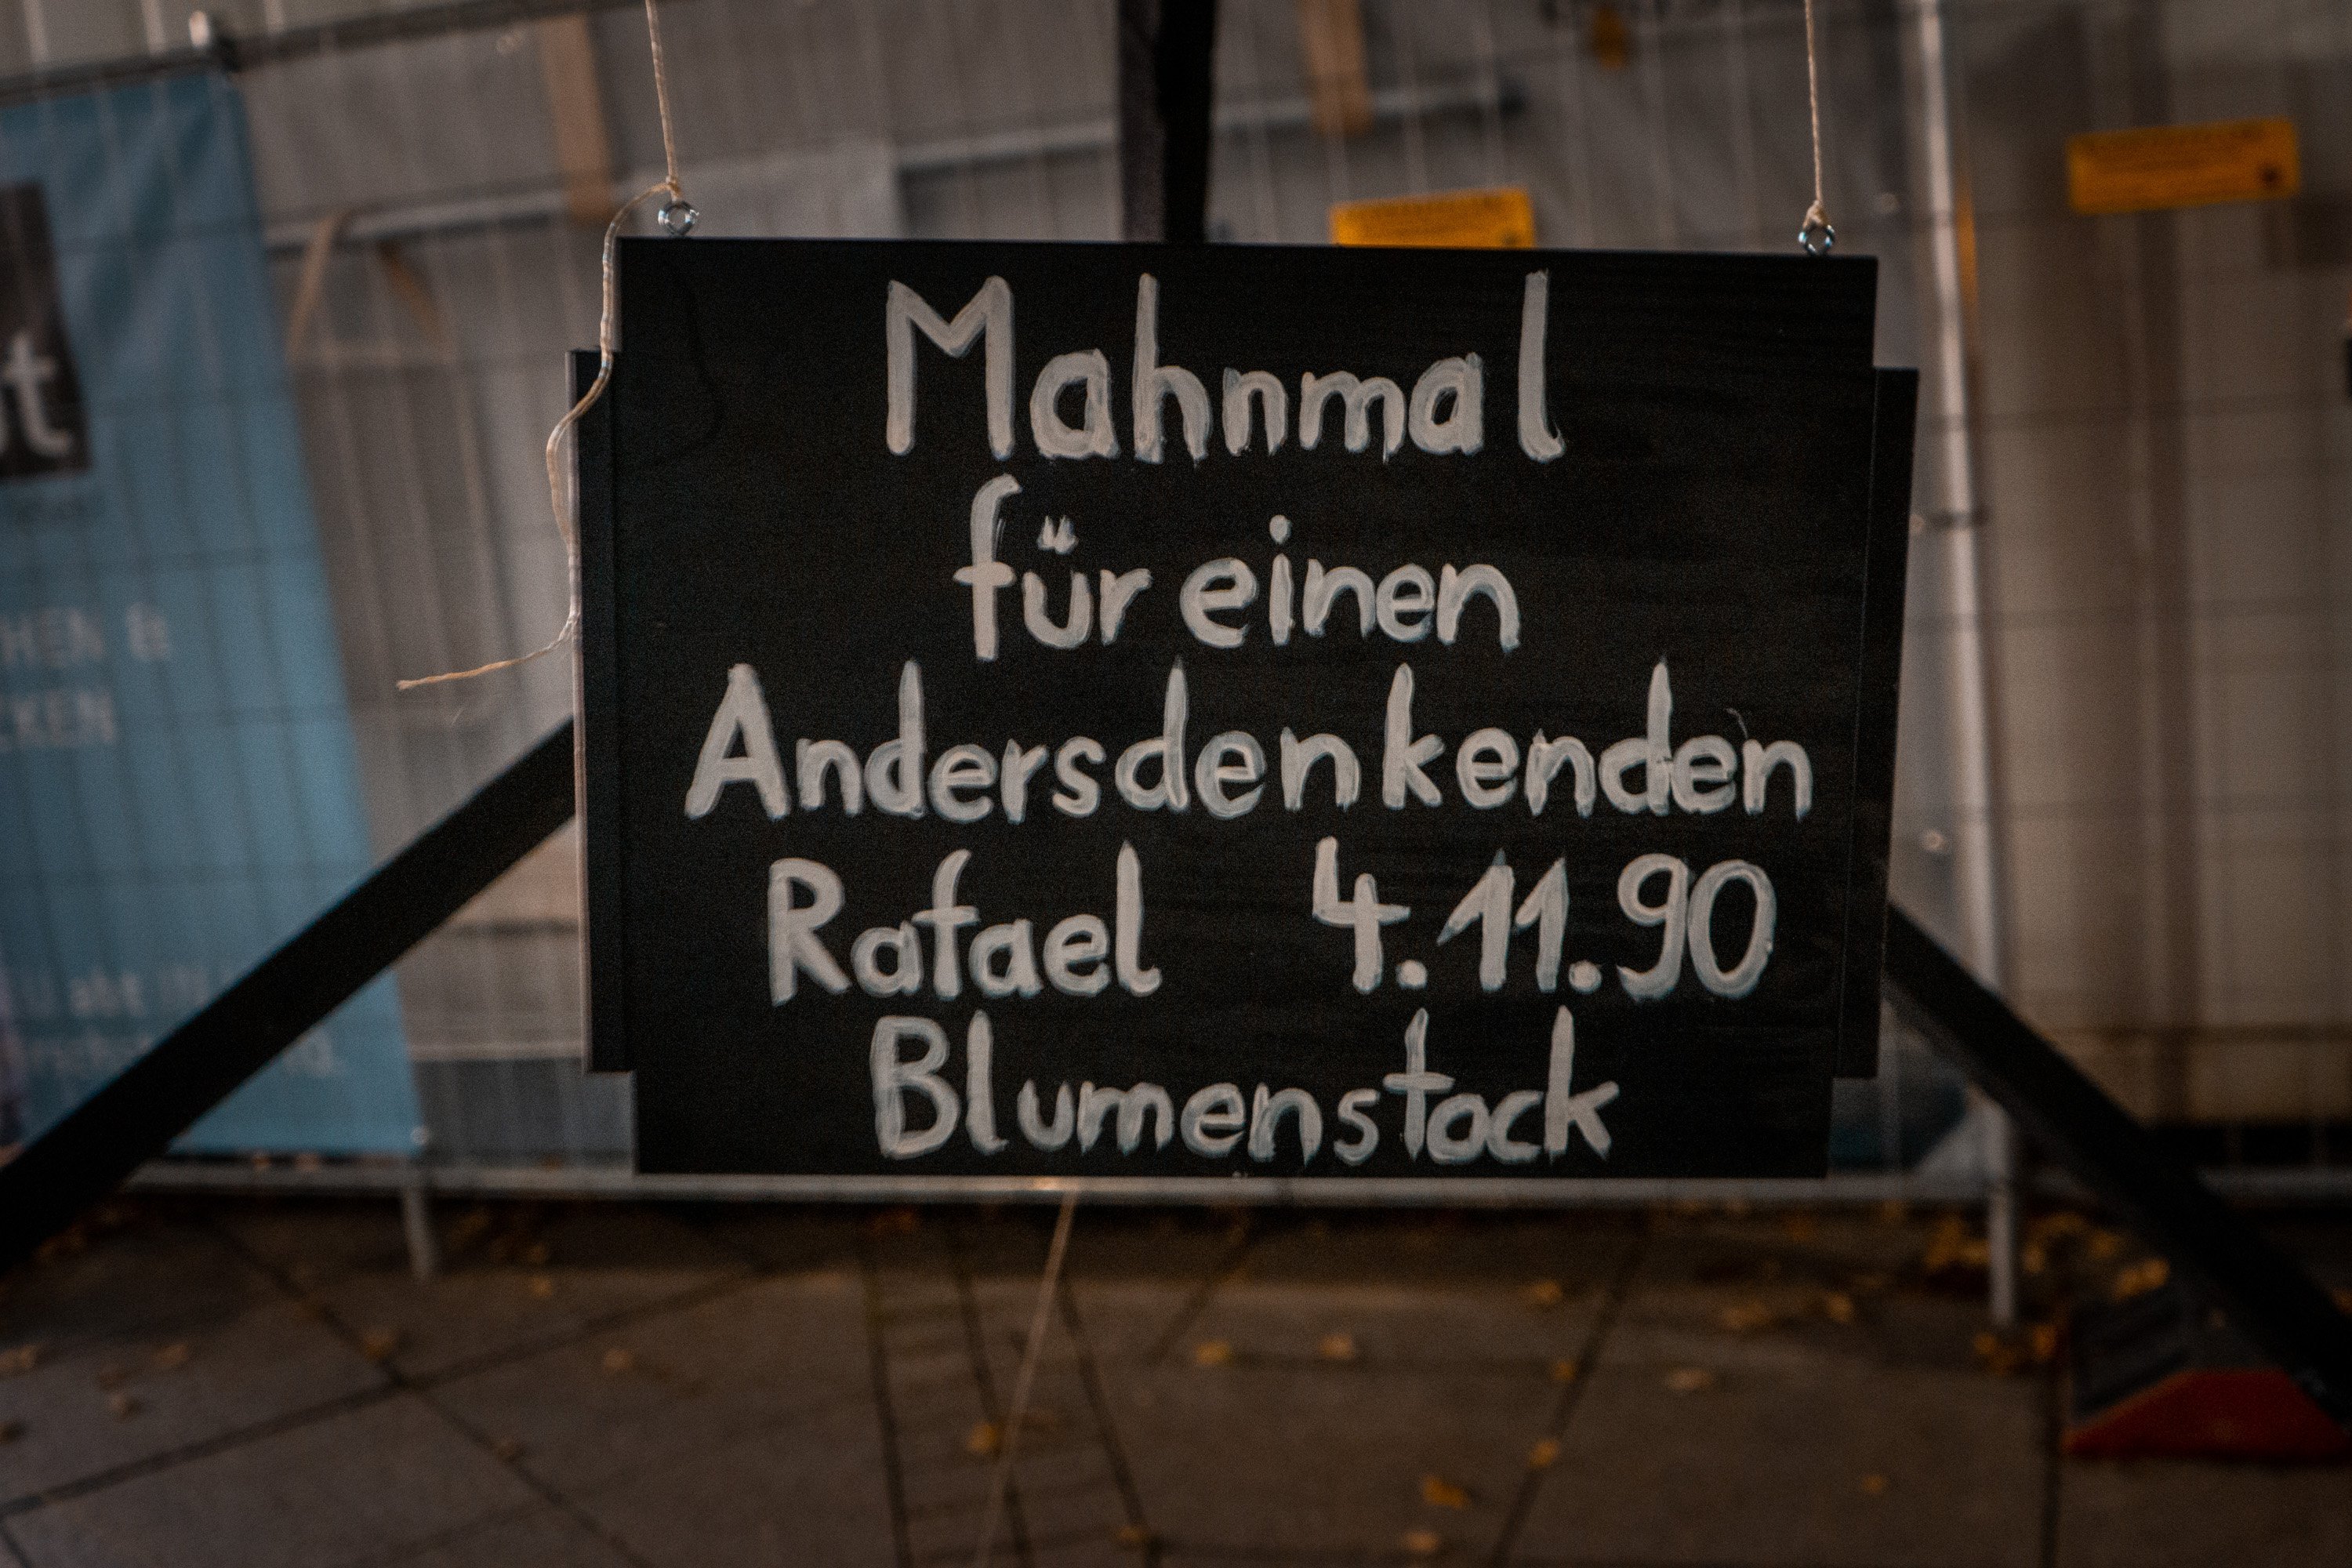 Mahnmal
für einen
Andersdenkenden
Rafael 4.11.90
Blumenstock